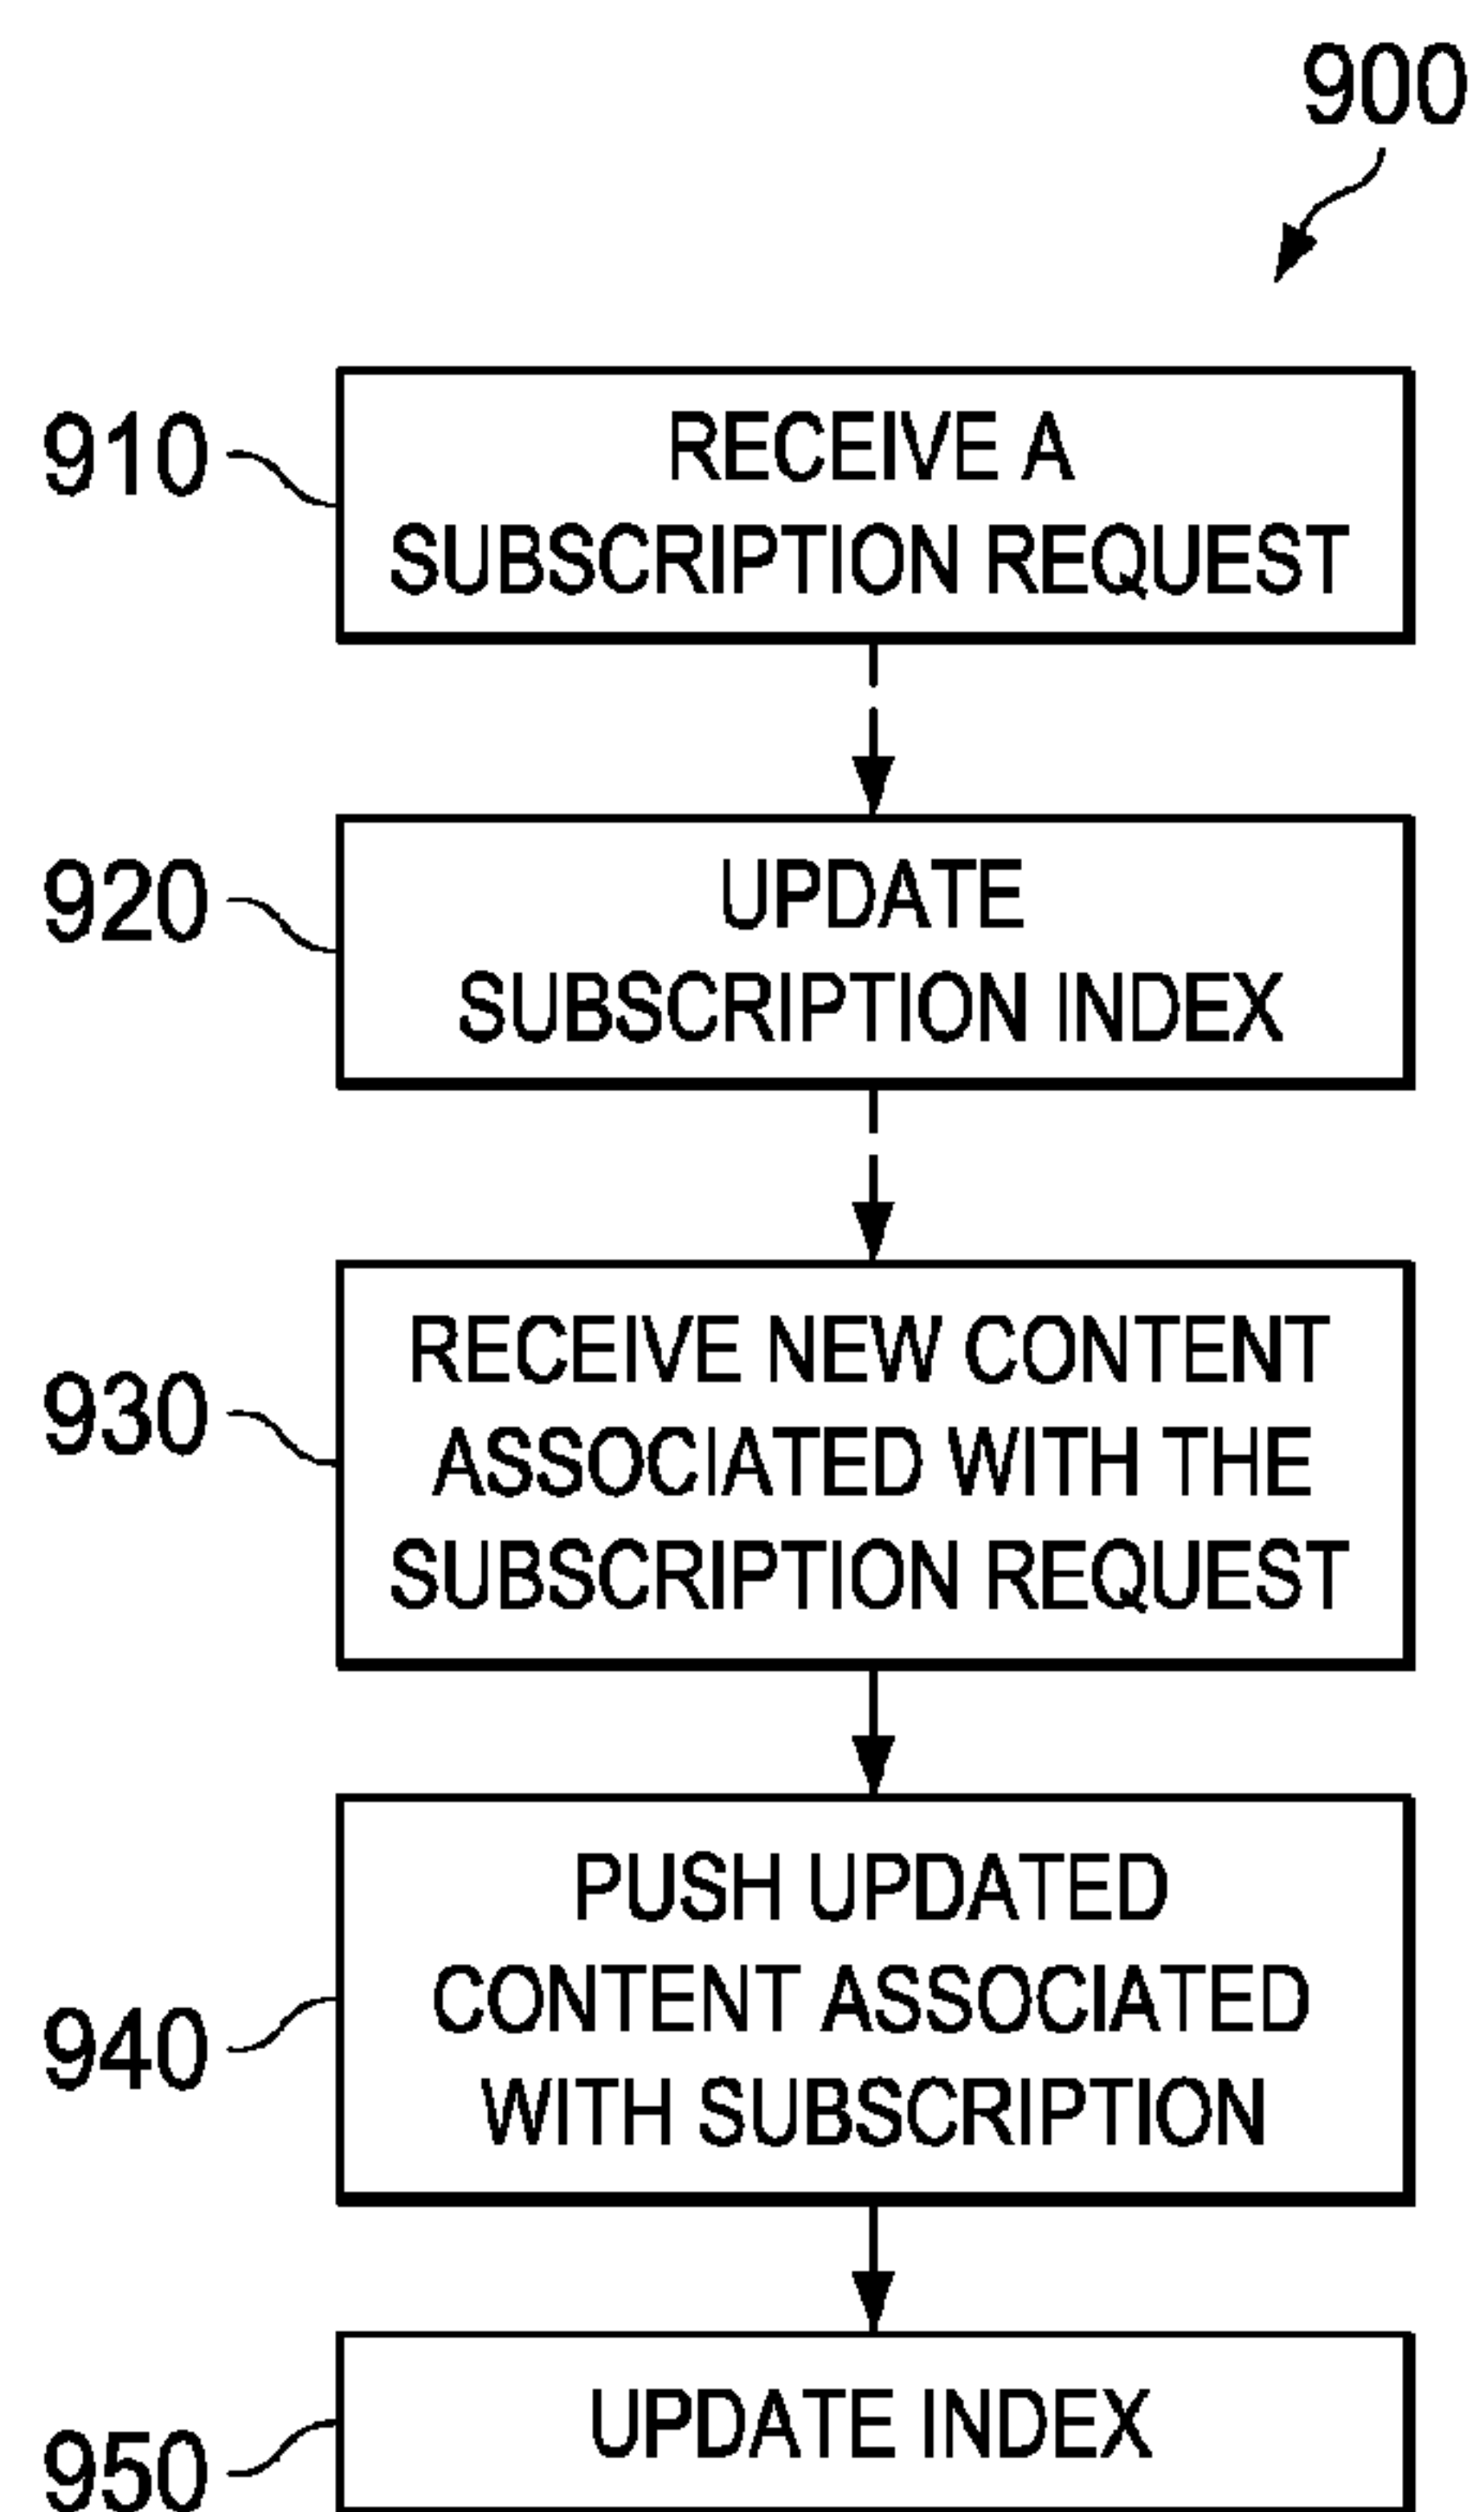 900
910
RECEIVE A
SUBSCRIPTION REQUEST
920
UPDATE
SUBSCRIPTION INDEX
930
RECEIVE NEW CONTENT
ASSOCIATED WITH THE
SUBSCRIPTION REQUEST
940
PUSH UPDATED
CONTENT ASSOCIATED
WITH SUBSCRIPTION
950
UPDATE INDEX